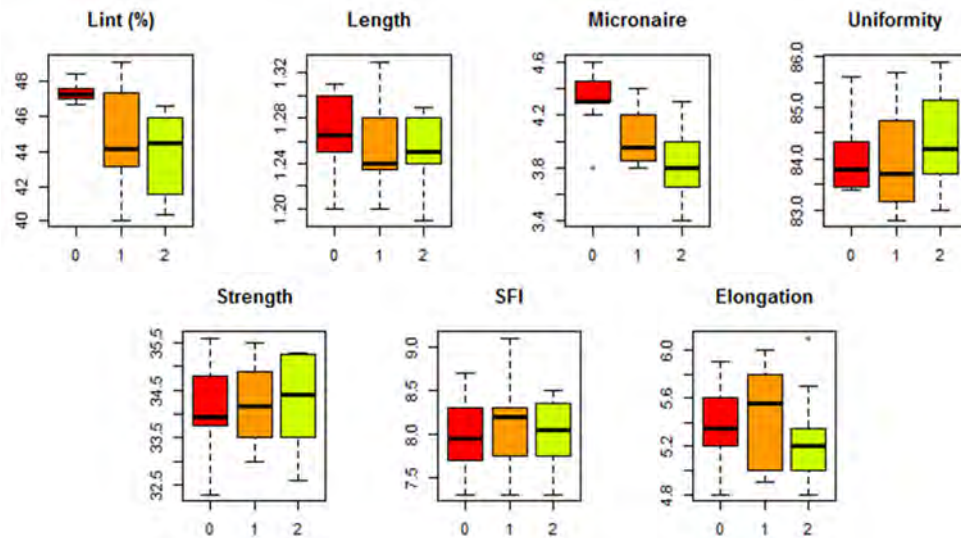 Lint (%)
40 42 44 46 48
0 1 2
Length
1.20 1.24 1.28 1.32
0 1 2
Micronaire
3.4 3.8 4.2 4.6
0 1 2
Uniformity
83.0 84.0 85.0 86.0
0 1 2
Strength
32.5 33.5 34.5 35.5
0 1 2
SFI
7.5 8.0 8.5 9.0
0 1 2
Elongation
4.8 5.2 5.6 6.0
0 1 2